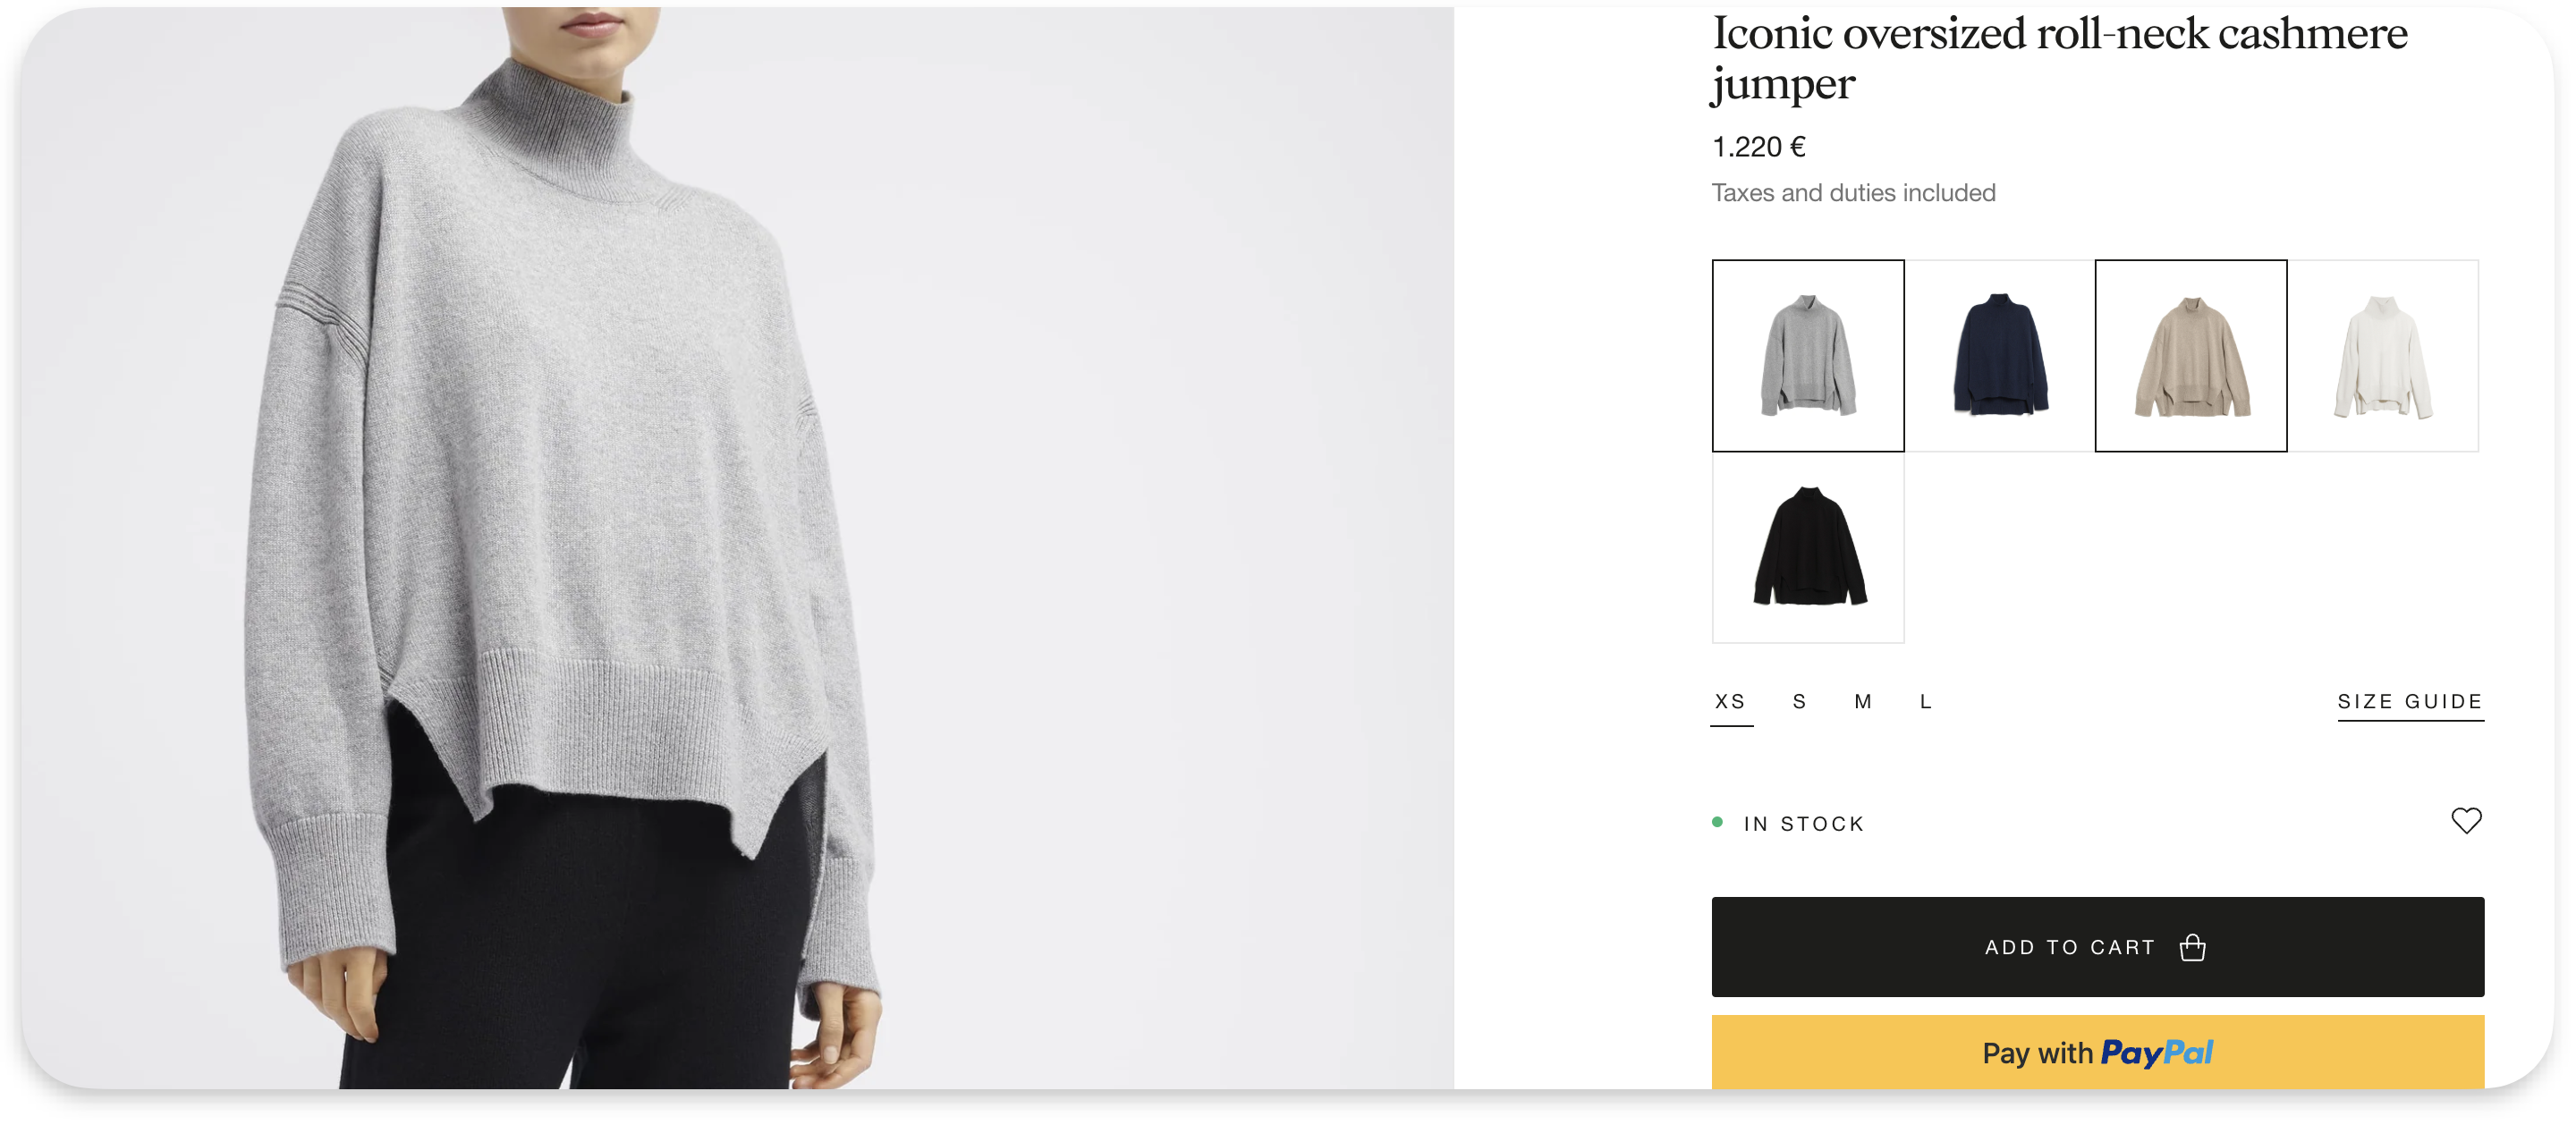 Iconic oversized roll-neck cashmere
jumper
1.220 €
Taxes and duties included
XS S M L SIZE GUIDE
IN STOCK
ADD TO CART
Pay with PayPal